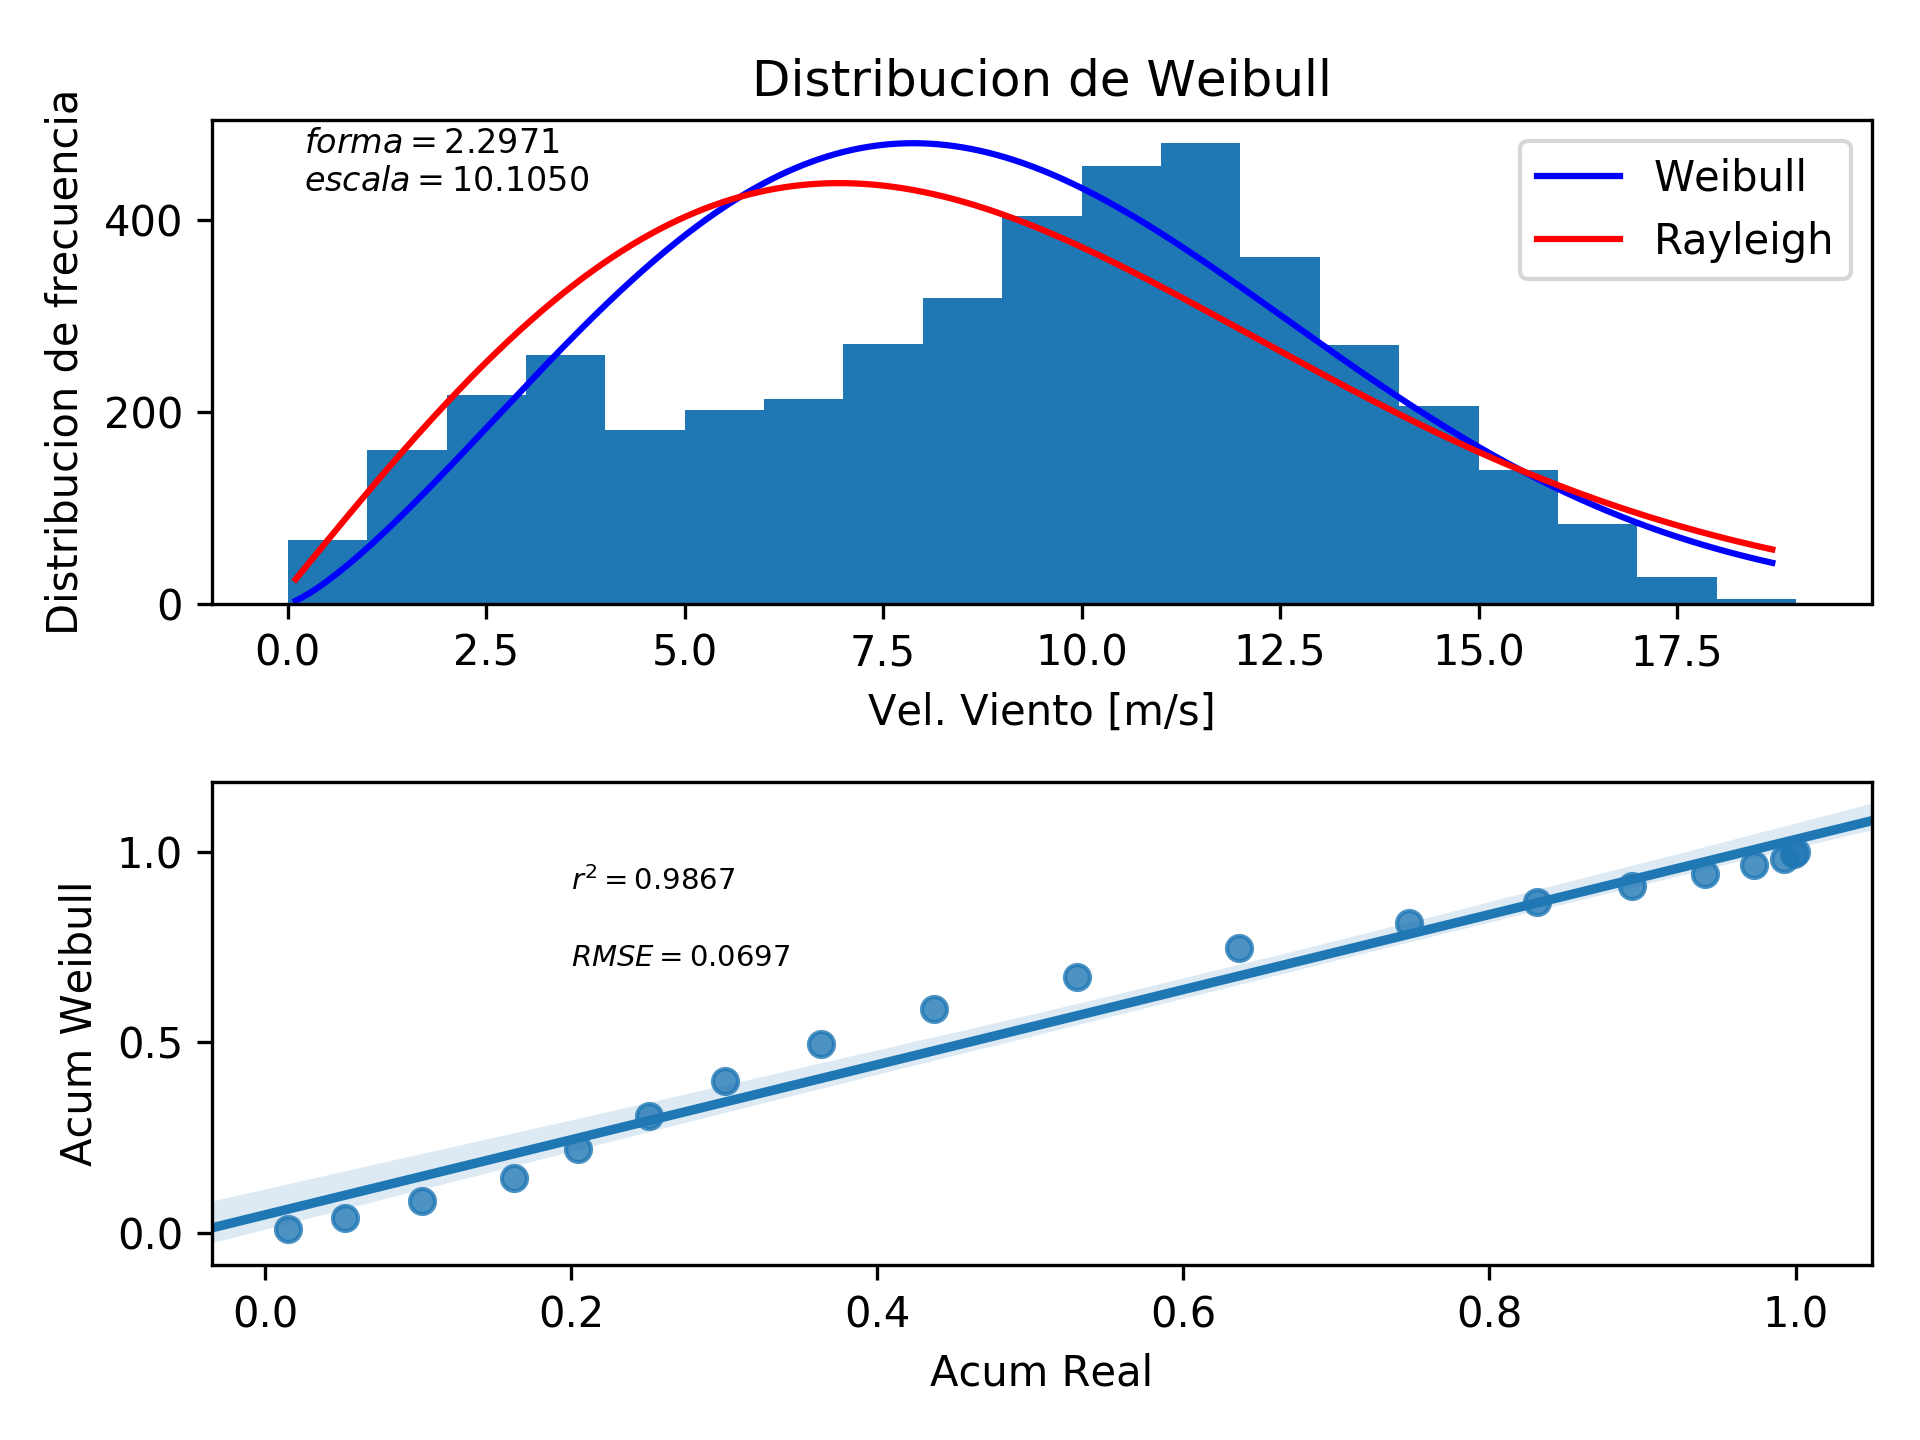 Distribucion de Weibull
forma = 2.2971
escala = 10.1050
Weibull
Rayleigh
Distribucion de frecuencia
400
200
0
0.0 2.5 5.0 7.5 10.0 12.5 15.0 17.5
Vel. Viento [m/s]
r² = 0.9867
RMSE = 0.0697
Acum Weibull
1.0
0.5
0.0
0.0 0.2 0.4 0.6 0.8 1.0
Acum Real